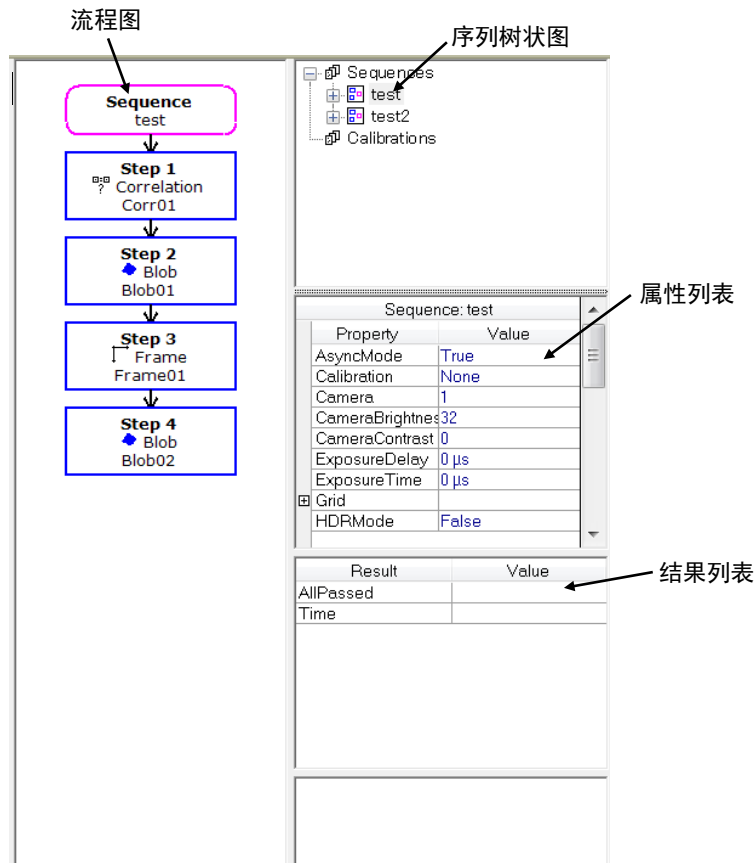 流程图
序列树状图
Sequence
test
Step 1
Correlation
Corr01
Step 2
Blob
Blob01
Step 3
Frame
Frame01
Step 4
Blob
Blob02
Sequences
test
test2
Calibrations
属性列表
Sequence: test
Property Value
AsyncMode True
Calibration None
Camera 1
CameraBrightnes 32
CameraContrast 0
ExposureDelay 0 µs
ExposureTime 0 µs
Grid
HDRMode False
结果列表
Result Value
AllPassed
Time